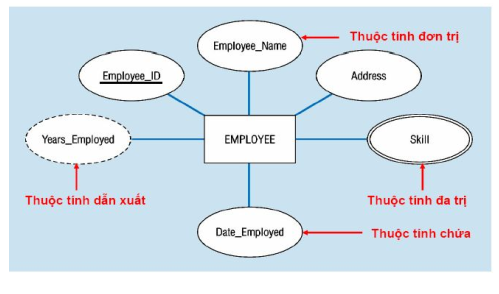 Employee_Name
Thuộc tính đơn trị
Employee_ID
Address
Years_Employed
EMPLOYEE
Skill
Thuộc tính dẫn xuất
Thuộc tính đa trị
Date_Employed
Thuộc tính chứa